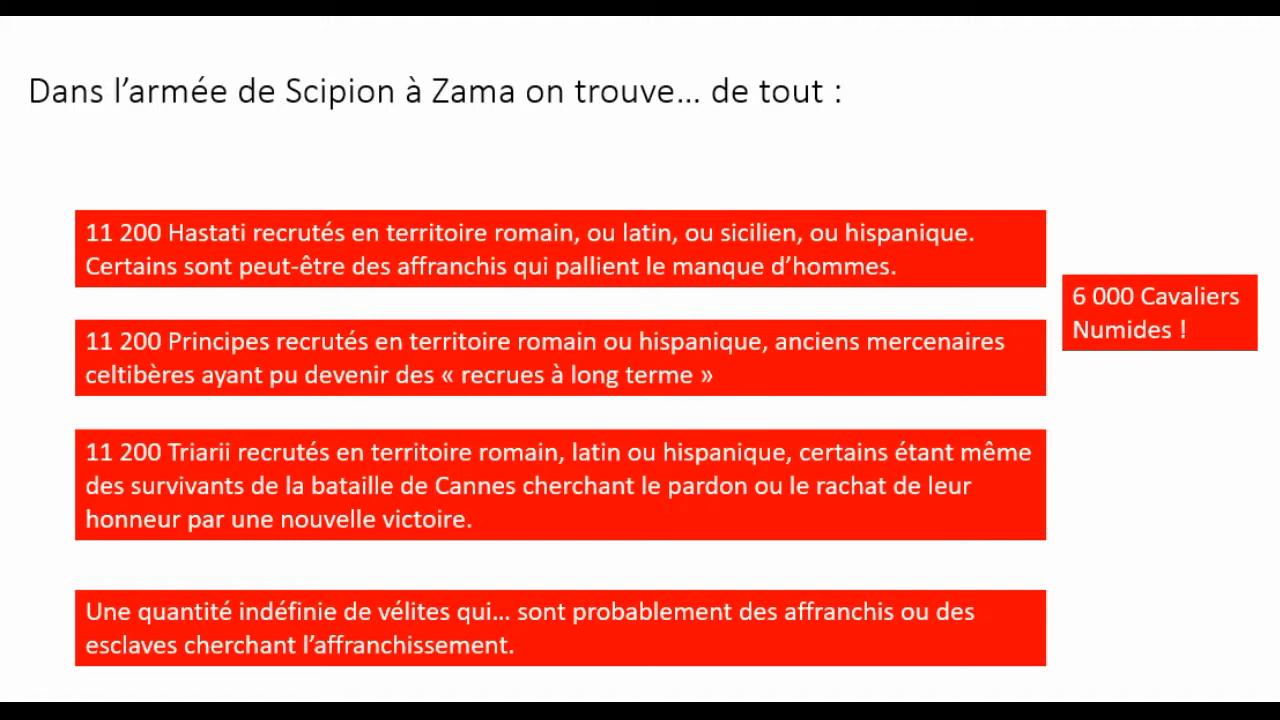 Dans l’armée de Scipion à Zama on trouve... de tout :
11 200 Hastati recrutés en territoire romain, ou latin, ou sicilien, ou hispanique.
Certains sont peut-être des affranchis qui pallient le manque d’hommes.
6 000 Cavaliers
Numides !
11 200 Principes recrutés en territoire romain ou hispanique, anciens mercenaires
celtibères ayant pu devenir des « recrues à long terme »
11 200 Triarii recrutés en territoire romain, latin ou hispanique, certains étant même
des survivants de la bataille de Cannes cherchant le pardon ou le rachat de leur
honneur par une nouvelle victoire.
Une quantité indéfinie de vélites qui... sont probablement des affranchis ou des
esclaves cherchant l’affranchissement.